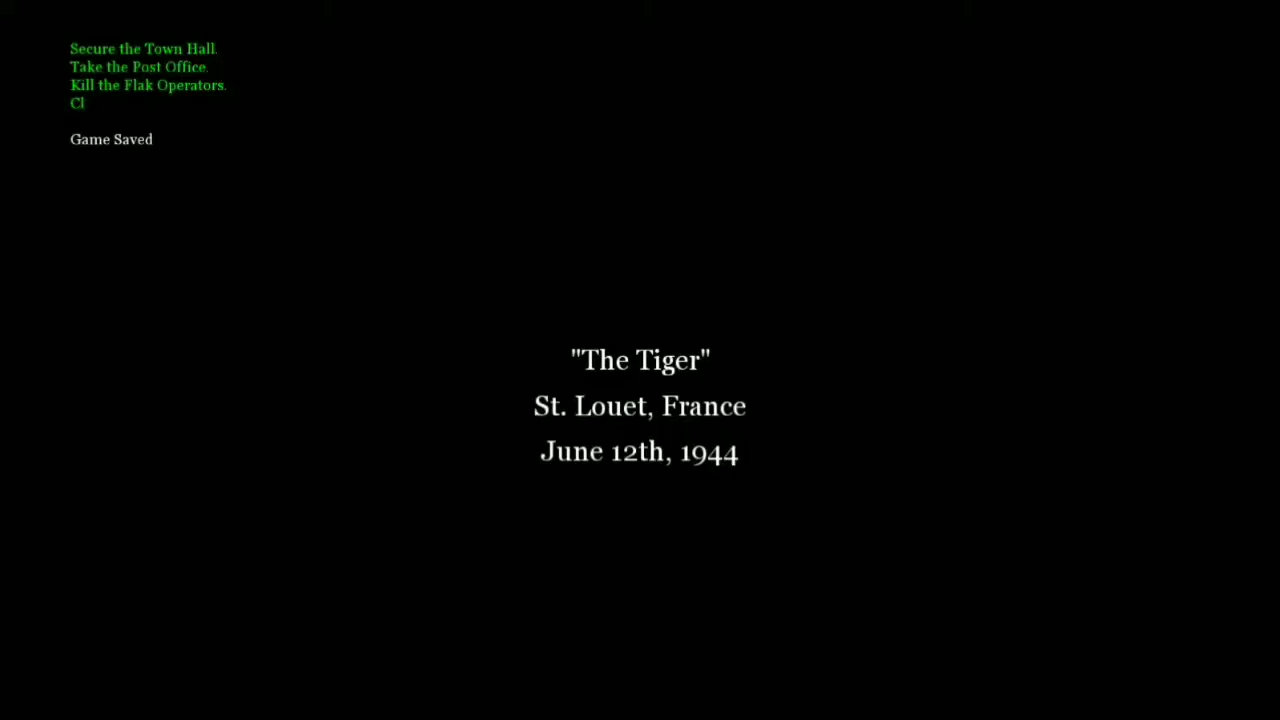 Secure the Town Hall.
Take the Post Office.
Kill the Flak Operators.
Cl
Game Saved
"The Tiger"
St. Louet, France
June 12th, 1944